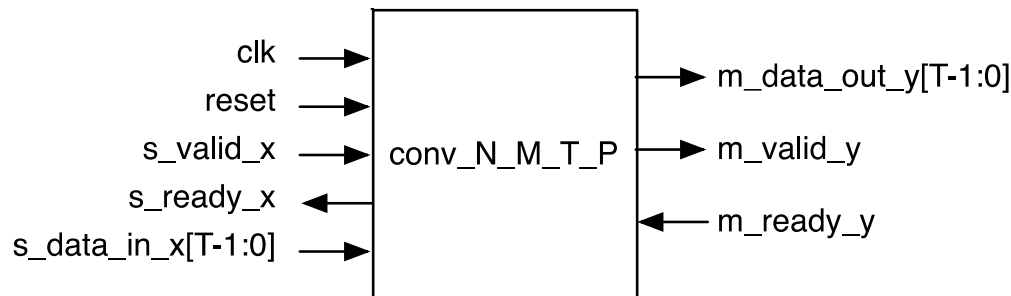 clk
reset
s_valid_x
s_ready_x
s_data_in_x[T-1:0]
conv_N_M_T_P
m_data_out_y[T-1:0]
m_valid_y
m_ready_y